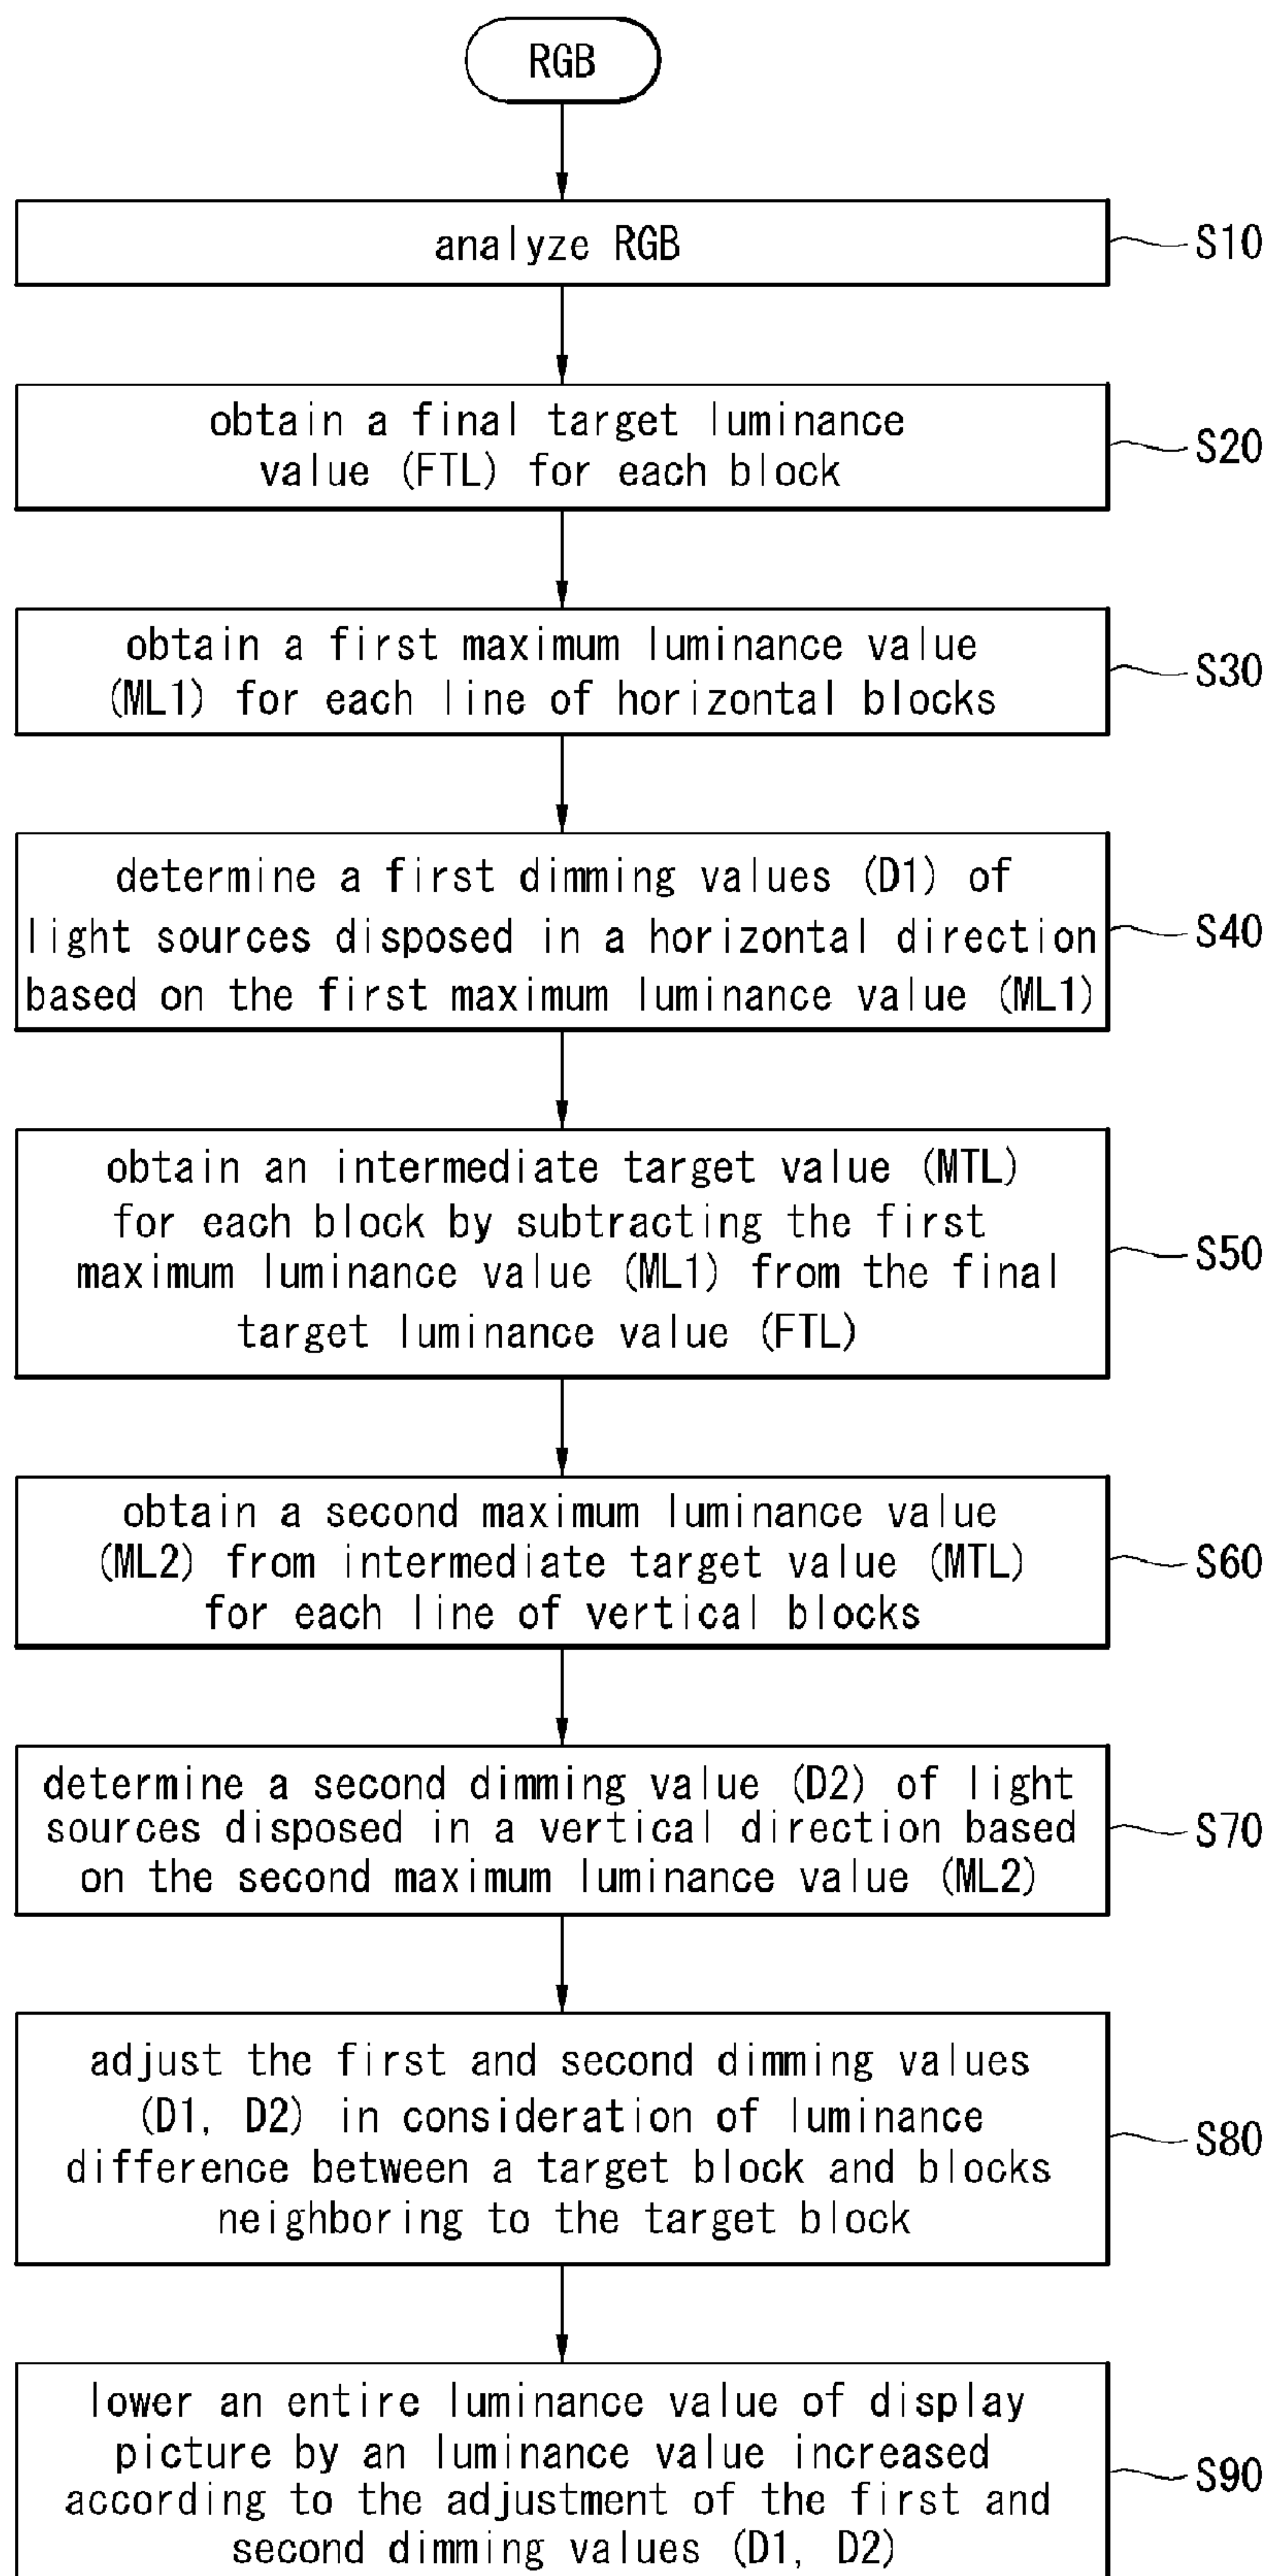 RGB
analyze RGB
S10
obtain a final target luminance
value (FTL) for each block
S20
obtain a first maximum luminance value
(ML1) for each line of horizontal blocks
S30
determine a first dimming values (D1) of
light sources disposed in a horizontal direction
based on the first maximum luminance value (ML1)
S40
obtain an intermediate target value (MTL)
for each block by subtracting the first
maximum luminance value (ML1) from the final
target luminance value (FTL)
S50
obtain a second maximum luminance value
(ML2) from intermediate target value (MTL)
for each line of vertical blocks
S60
determine a second dimming value (D2) of light
sources disposed in a vertical direction based
on the second maximum luminance value (ML2)
S70
adjust the first and second dimming values
(D1, D2) in consideration of luminance
difference between a target block and blocks
neighboring to the target block
S80
lower an entire luminance value of display
picture by an luminance value increased
according to the adjustment of the first and
second dimming values (D1, D2)
S90